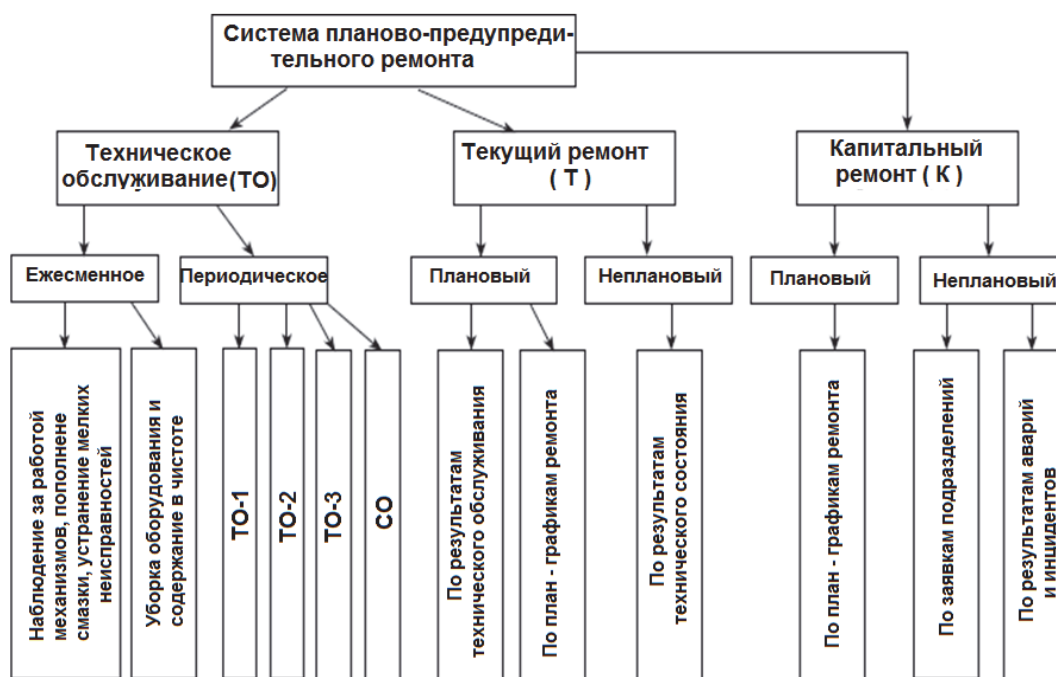 Система планово-предупреди-
тельного ремонта
Техническое
обслуживание(ТО)
Текущий ремонт
( Т )
Капитальный
ремонт ( К )
Ежесменное
Периодическое
Плановый
Неплановый
Плановый
Неплановый
Наблюдение за работой
механизмов, пополнене
смазки, устранение мелких
неисправностей
Уборка оборудования и
содержание в чистоте
ТО-1
ТО-2
ТО-3
СО
По результатам
технического обслуживания
По план - графикам ремонта
По результатам
технического состояния
По план - графикам ремонта
По заявкам подразделений
По результатам аварий
и инцидентов